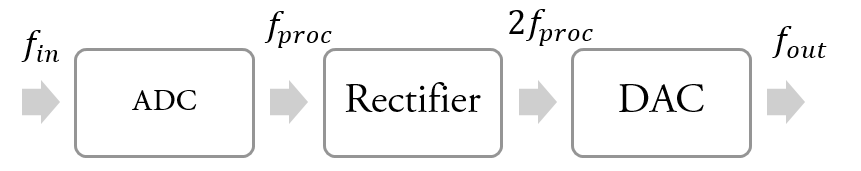 f_in
f_proc
2f_proc
f_out
ADC
Rectifier
DAC